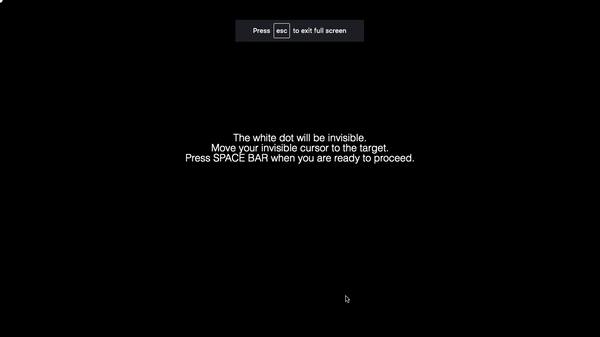 Press esc to exit full screen
The white dot will be invisible.
Move your invisible cursor to the target.
Press SPACE BAR when you are ready to proceed.